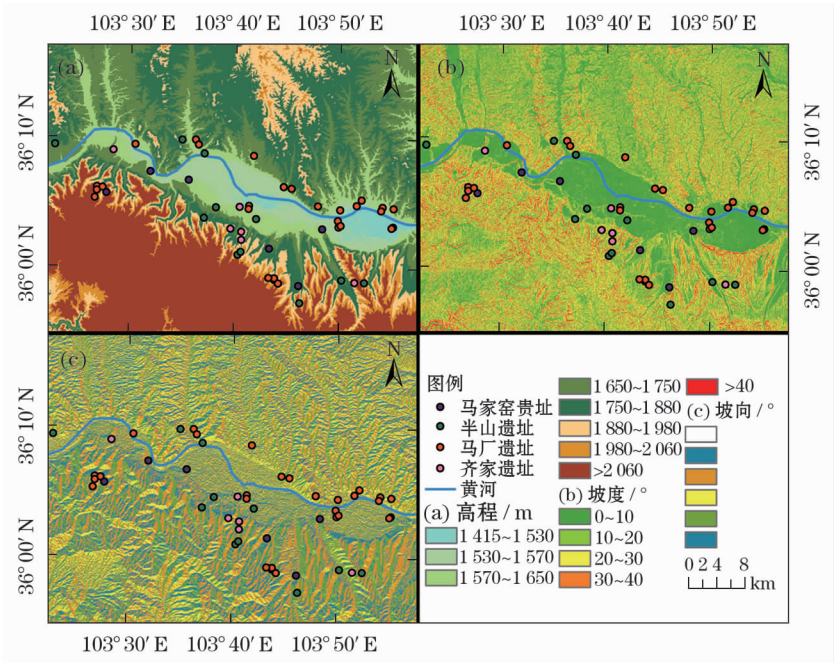 103° 30′ E 103° 40′ E 103° 50′ E 103° 30′ E 103° 40′ E 103° 50′ E
36° 10′ N
36° 00′ N
(a)
N
(b)
N
36° 10′ N
36° 00′ N
(c)
N
36° 10′ N
36° 00′ N
103° 30′ E 103° 40′ E 103° 50′ E
图例
马家窑贵址
半山遗址
马厂遗址
齐家遗址
黄河
(a) 高程 / m
1 415~1 530
1 530~1 570
1 570~1 650
1 650~1 750
1 750~1 880
1 880~1 980
1 980~2 060
>2 060
(b) 坡度 / °
0~10
10~20
20~30
30~40
>40
(c) 坡向 / °
0 2 4 8
km